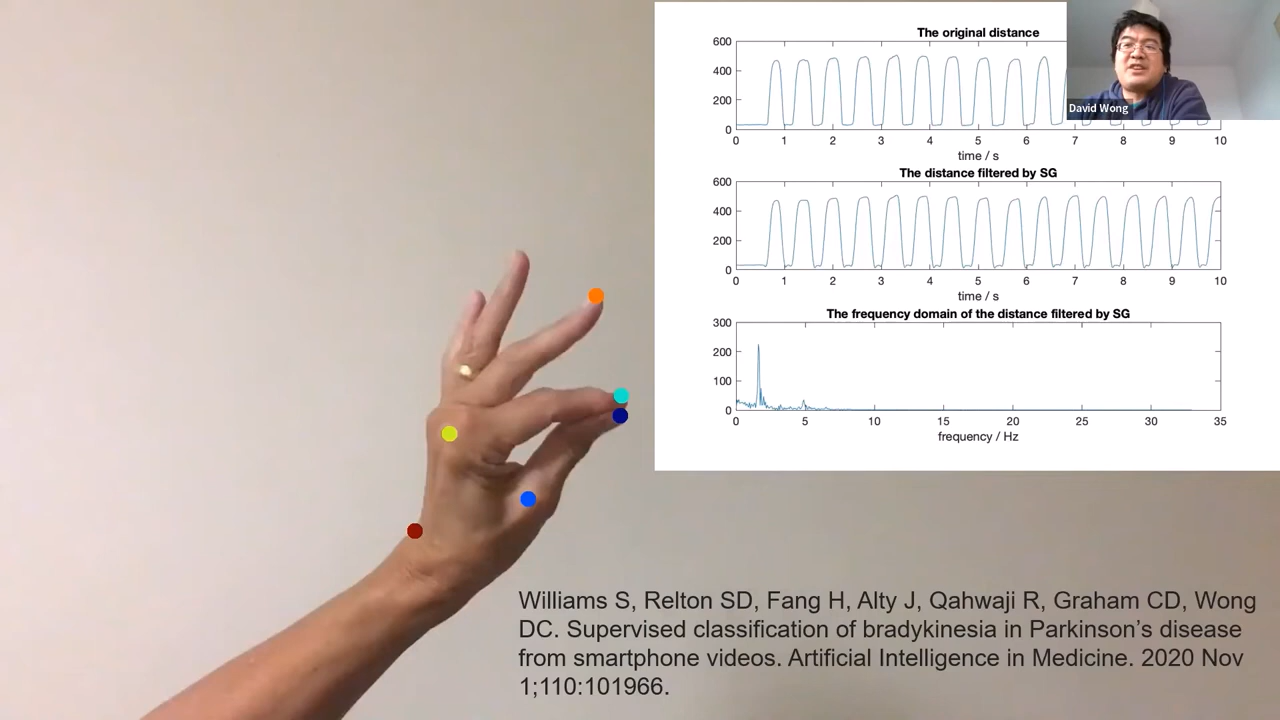 The original distance
600
400
200
0
0 1 2 3 4 5 6 7 8 9 10
time / s
David Wong
The distance filtered by SG
600
400
200
0
0 1 2 3 4 5 6 7 8 9 10
time / s
The frequency domain of the distance filtered by SG
300
200
100
0
0 5 10 15 20 25 30 35
frequency / Hz
Williams S, Relton SD, Fang H, Alty J, Qahwaji R, Graham CD, Wong
DC. Supervised classification of bradykinesia in Parkinson’s disease
from smartphone videos. Artificial Intelligence in Medicine. 2020 Nov
1;110:101966.